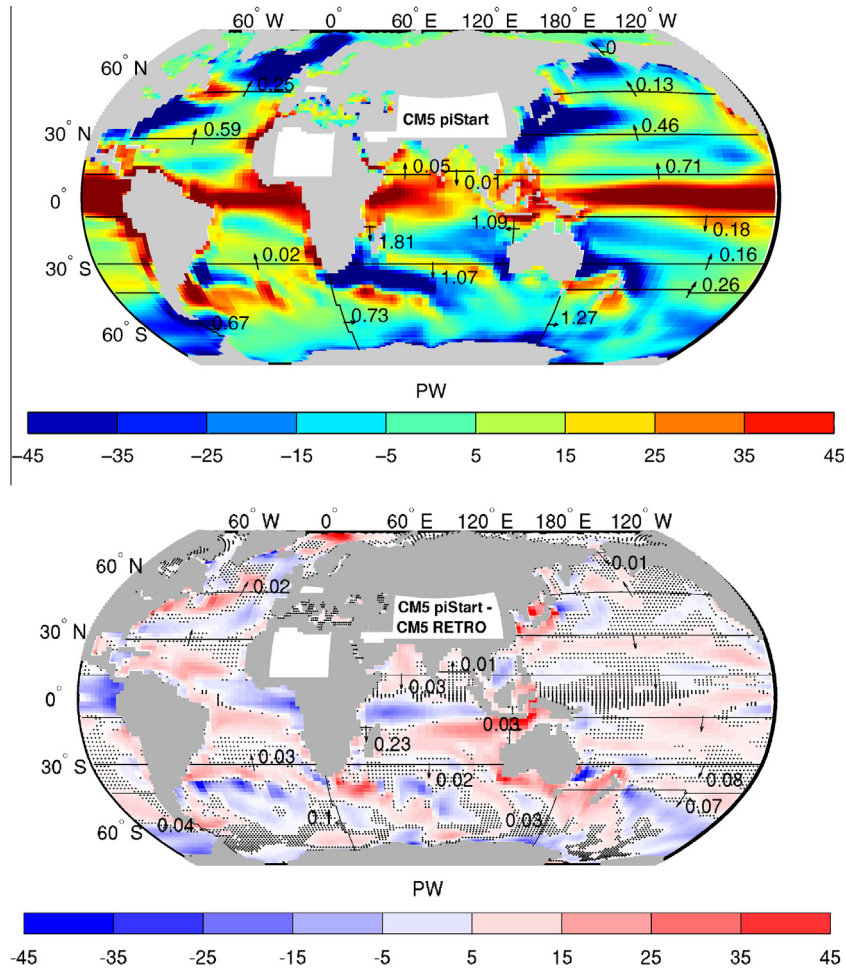 60° W 0° 60° E 120° E 180° E 120° W
0
60° N
0.25 0.13
CM5 piStart
30° N 0.59 0.46
0.05 0.71
0.01
0°
1.09 0.18
1.81
0.02 0.16
30° S 1.07
0.26
0.67 0.73 1.27
60° S
PW
-45 -35 -25 -15 -5 5 15 25 35 45
60° W 0° 60° E 120° E 180° E 120° W
0.01
60° N
0.02
CM5 piStart -
CM5 RETRO
30° N
0.01
0.03
0°
0.03
0.23
0.03
30° S 0.02 0.08
0.07
0.04 0.1 0.03
60° S
PW
-45 -35 -25 -15 -5 5 15 25 35 45